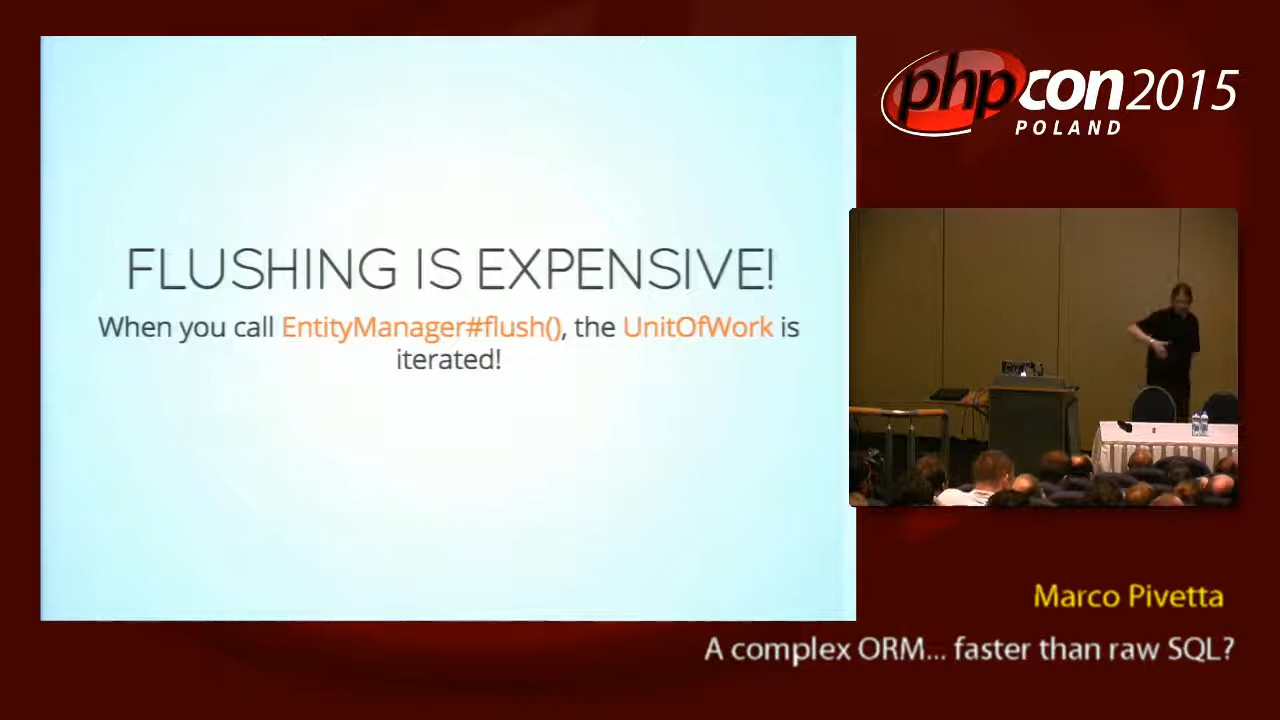 FLUSHING IS EXPENSIVE!
When you call EntityManager#flush(), the UnitOfWork is
iterated!
phpcon2015
POLAND
Marco Pivetta
A complex ORM... faster than raw SQL?